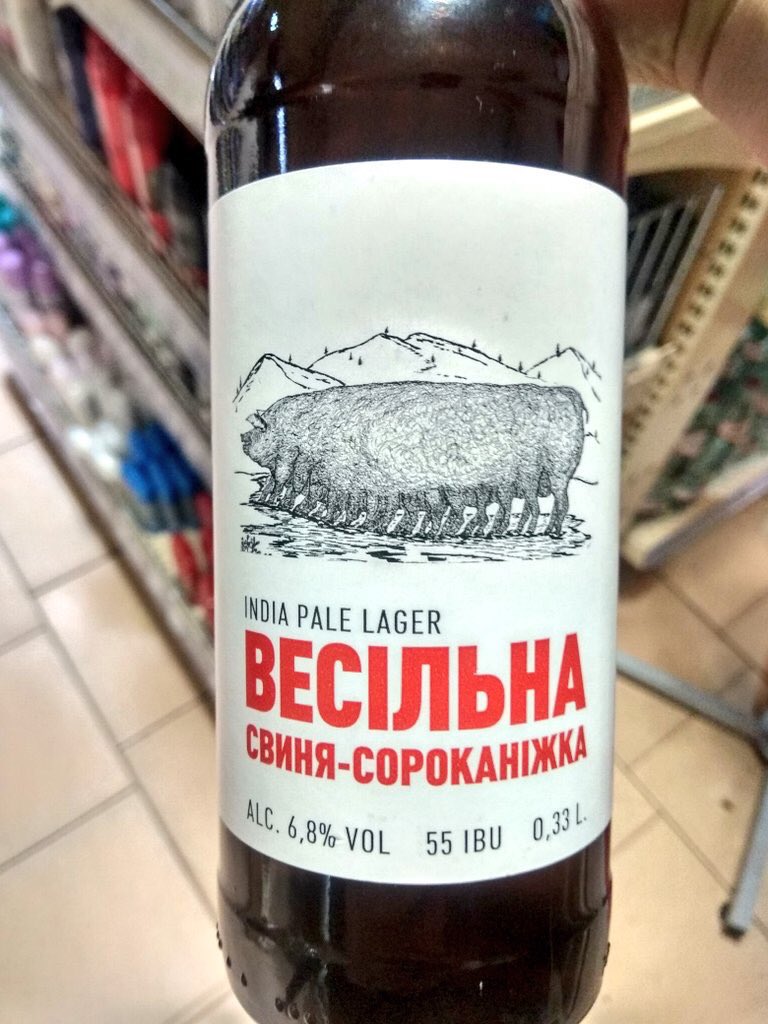 INDIA PALE LAGER
ВЕСІЛЬНА
СВИНЯ-СОРОКАНІЖКА
ALC. 6,8% VOL 55 IBU 0,33 L.